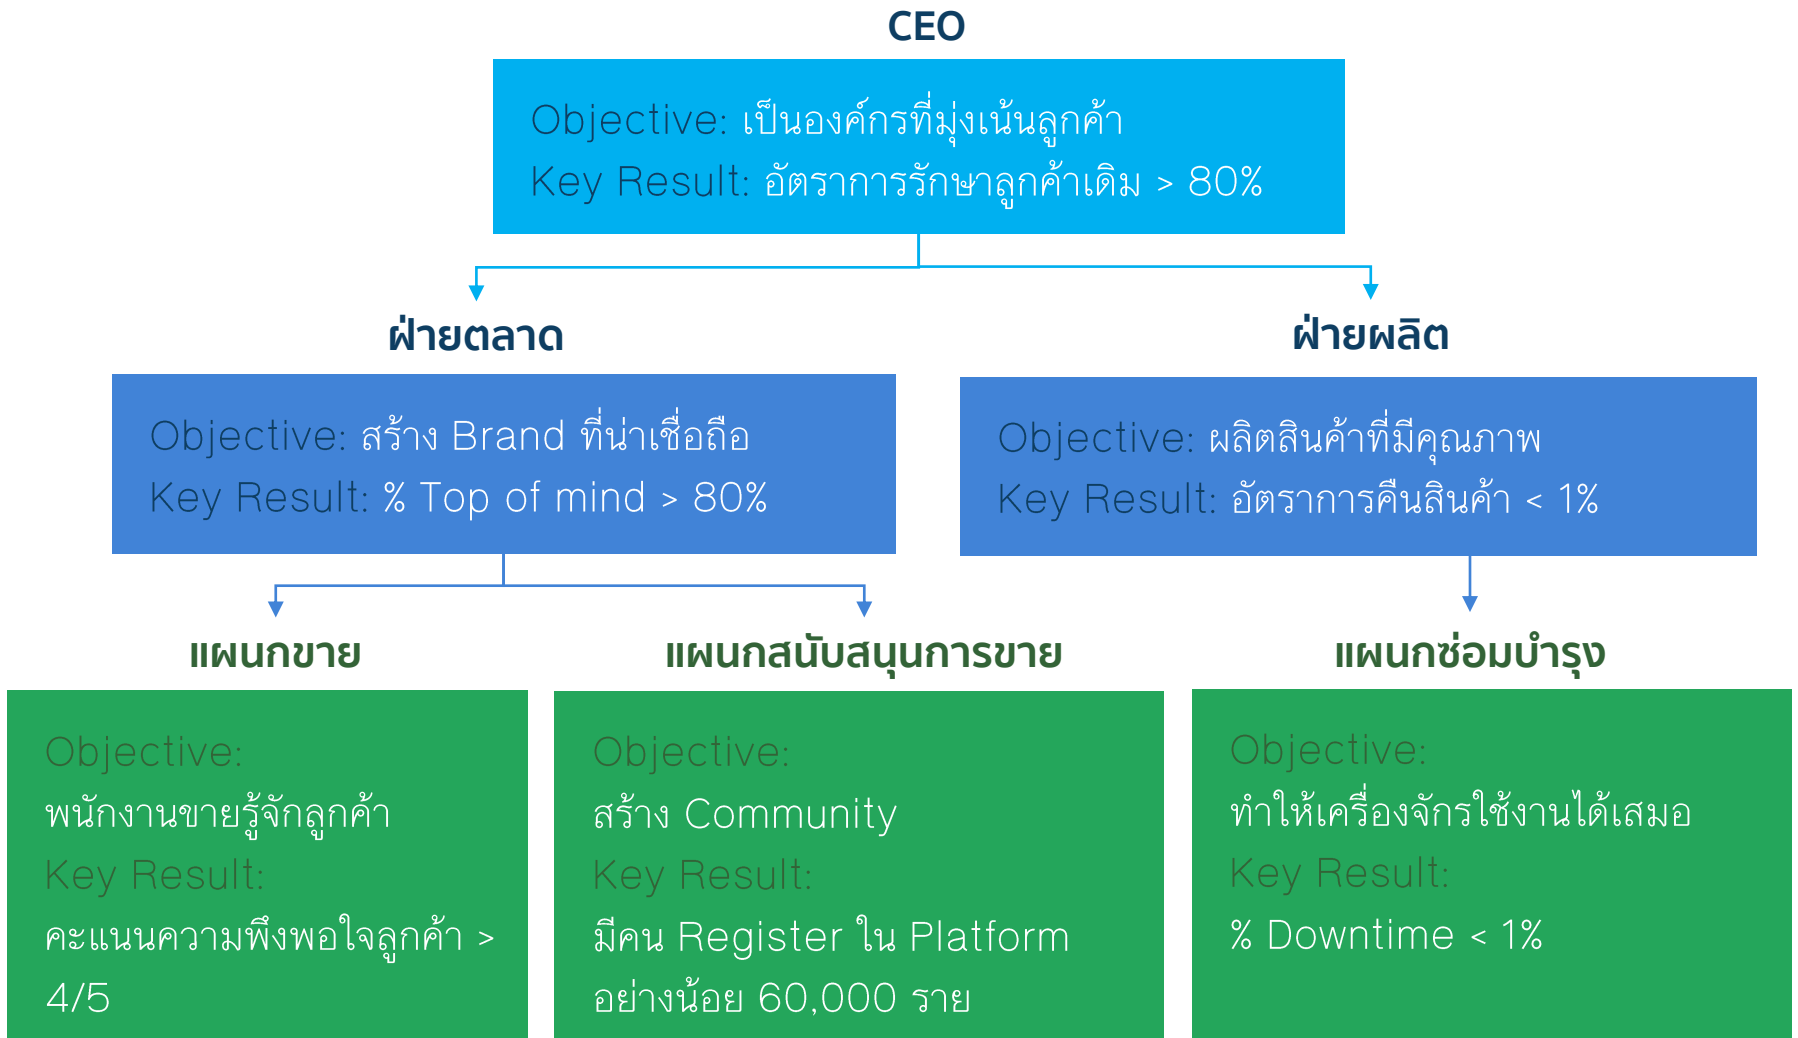 CEO
Objective: เป็นองค์กรที่มุ่งเน้นลูกค้า
Key Result: อัตราการรักษาลูกค้าเดิม > 80%
ฝ่ายตลาด
Objective: สร้าง Brand ที่น่าเชื่อถือ
Key Result: % Top of mind > 80%
ฝ่ายผลิต
Objective: ผลิตสินค้าที่มีคุณภาพ
Key Result: อัตราการคืนสินค้า < 1%
แผนกขาย
Objective:
พนักงานขายรู้จักลูกค้า
Key Result:
คะแนนความพึงพอใจลูกค้า >
4/5
แผนกสนับสนุนการขาย
Objective:
สร้าง Community
Key Result:
มีคน Register ใน Platform
อย่างน้อย 60,000 ราย
แผนกซ่อมบำรุง
Objective:
ทำให้เครื่องจักรใช้งานได้เสมอ
Key Result:
% Downtime < 1%